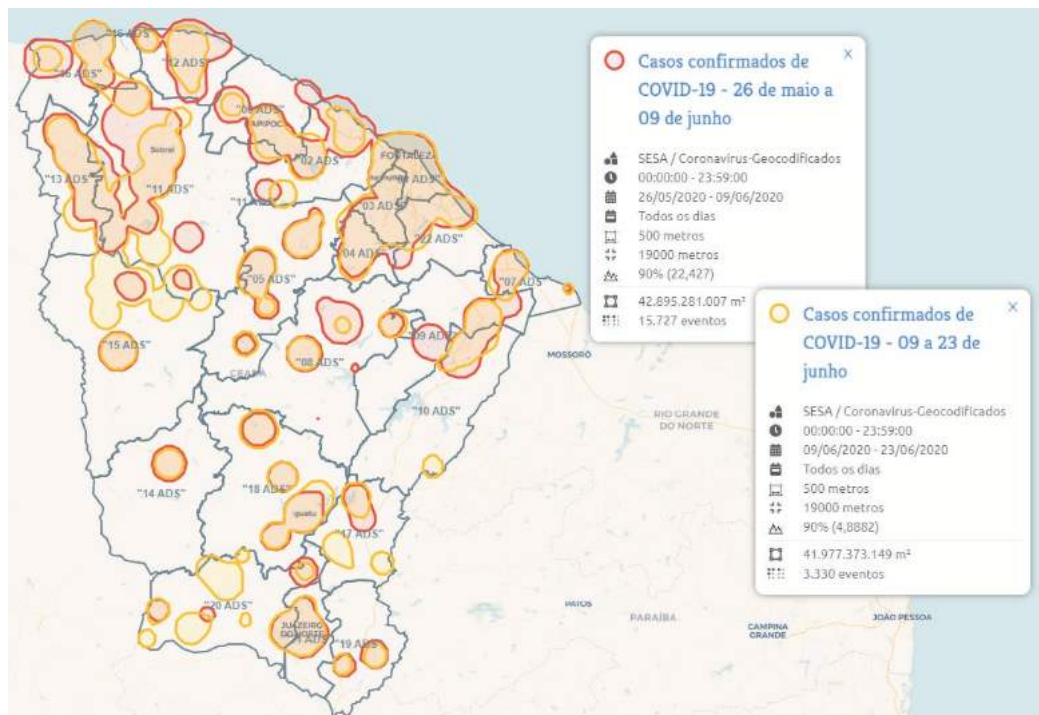 "16 ADS"
"16 ADS"
"12 ADS"
Sobral
"13 ADS"
"11 ADS"
"02 ADS"
FORTALEZA
"03 ADS"
"04 ADS"
"22 ADS"
"05 ADS"
"07 ADS"
"15 ADS"
CEARÁ
"08 ADS"
"09 ADS"
"10 ADS"
MOSSORÓ
RIO GRANDE
DO NORTE
"14 ADS"
"18 ADS"
Iguatu
"17 ADS"
"20 ADS"
JUAZEIRO
DO NORTE
"19 ADS"
PATOS
PARAÍBA
CAMPINA
GRANDE
JOÃO PESSOA
Casos confirmados de
COVID-19 - 26 de maio a
09 de junho
x
SESA / Coronavirus-Geocodificados
00:00:00 - 23:59:00
26/05/2020 - 09/06/2020
Todos os dias
500 metros
19000 metros
90% (22,427)
42.895.281.007 m²
15.727 eventos
Casos confirmados de
COVID-19 - 09 a 23 de
junho
x
SESA / Coronavirus-Geocodificados
00:00:00 - 23:59:00
09/06/2020 - 23/06/2020
Todos os dias
500 metros
19000 metros
90% (4,8882)
41.977.373.149 m²
3.330 eventos